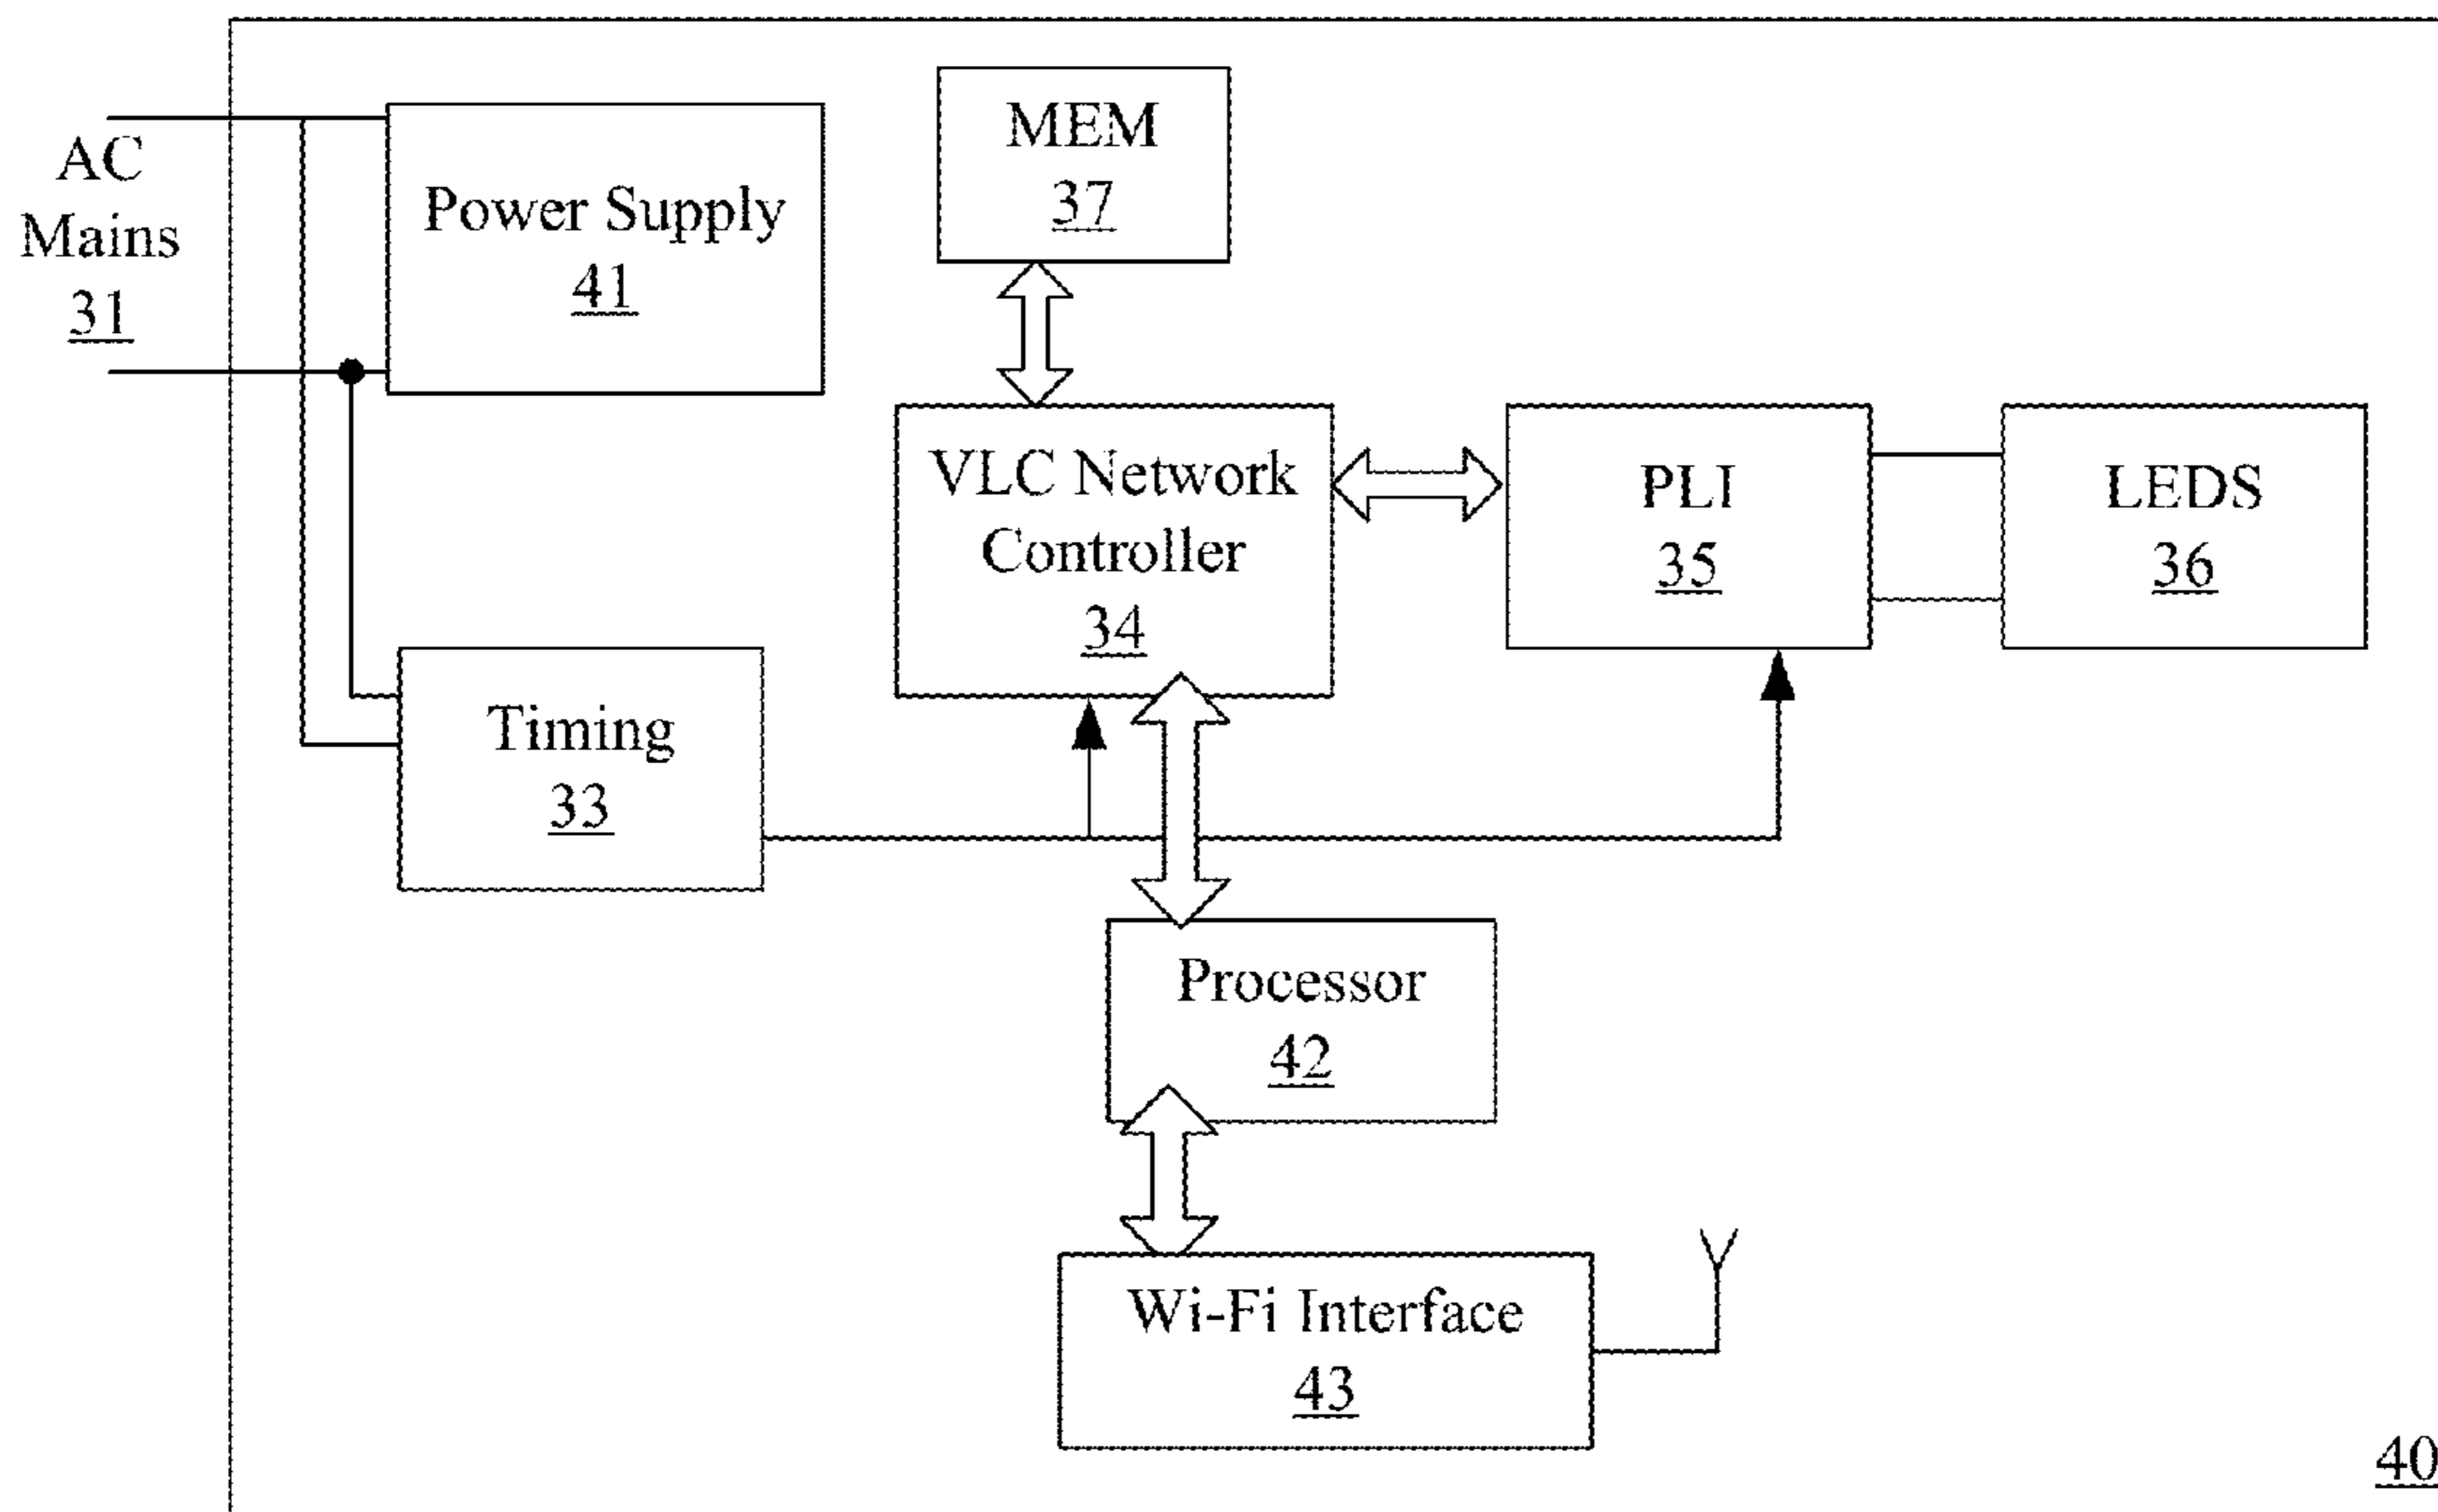 AC
Mains
31
Power Supply
41
MEM
37
VLC Network
Controller
34
PLI
35
LEDS
36
Timing
33
Processor
42
Wi-Fi Interface
43
40